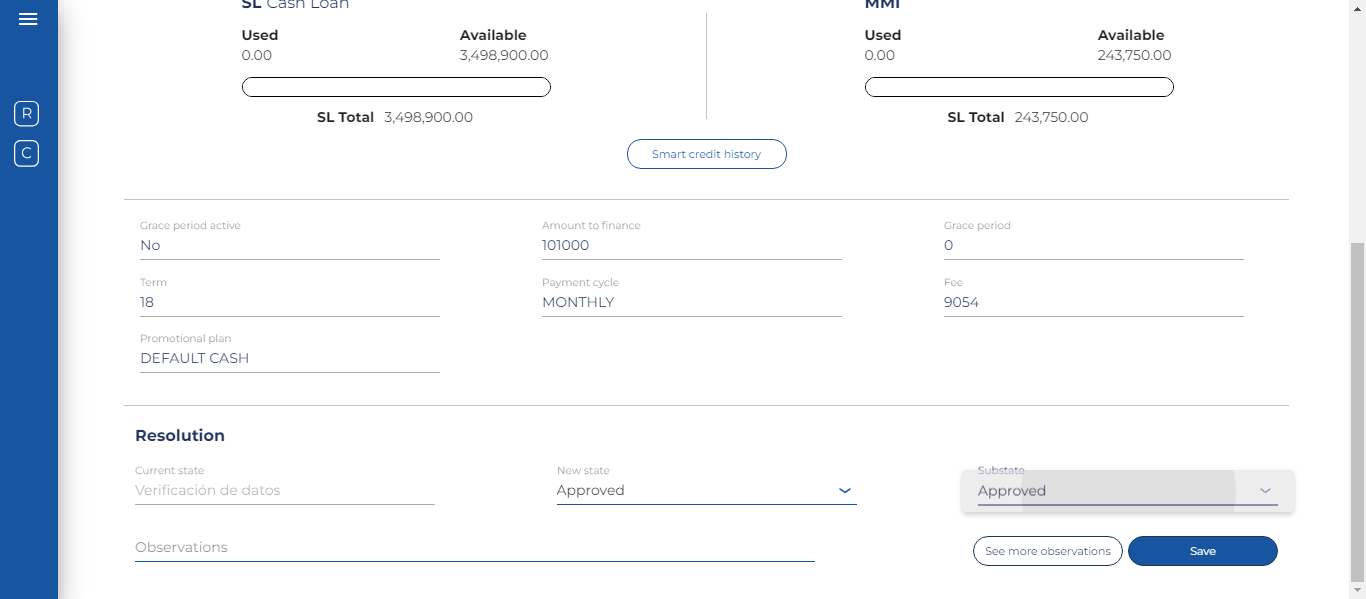 SL Cash Loan
MMI
Used
Available
Used
Available
0.00
3,498,900.00
0.00
243,750.00
SL Total 3,498,900.00
SL Total 243,750.00
R
C
Smart credit history
Grace period active
Amount to finance
Grace period
No
101000
0
Term
Payment cycle
Fee
18
MONTHLY
9054
Promotional plan
DEFAULT CASH
Resolution
Current state
New state
Substate
Verificación de datos
Approved
Approved
Observations
See more observations
Save